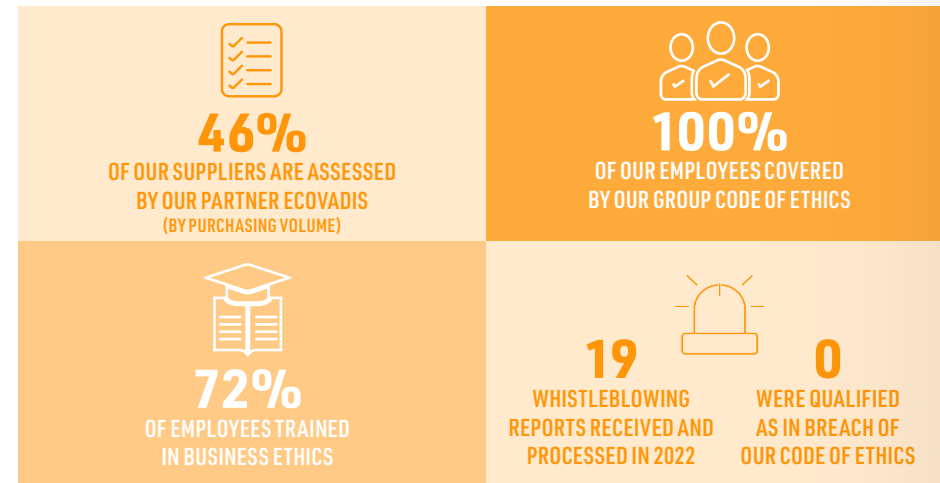 46%
OF OUR SUPPLIERS ARE ASSESSED
BY OUR PARTNER ECOVADIS
(BY PURCHASING VOLUME)
100%
OF OUR EMPLOYEES COVERED
BY OUR GROUP CODE OF ETHICS
72%
OF EMPLOYEES TRAINED
IN BUSINESS ETHICS
19
WHISTLEBLOWING
REPORTS RECEIVED AND
PROCESSED IN 2022
0
WERE QUALIFIED
AS IN BREACH OF
OUR CODE OF ETHICS